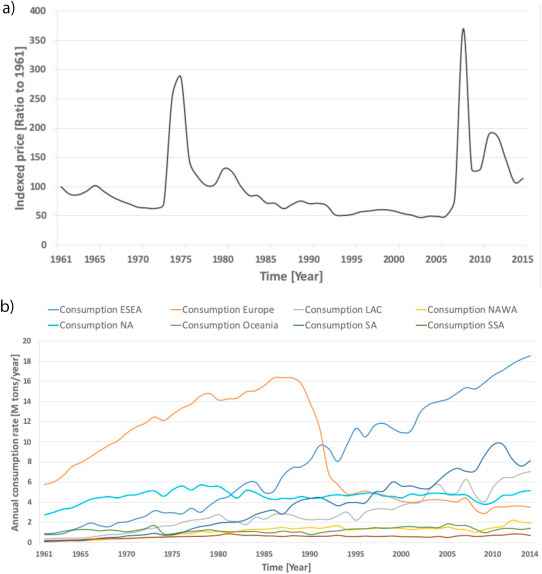 a)
400
350
300
250
200
150
100
50
0
Indexed price [Ratio to 1961]
1961 1965 1970 1975 1980 1985 1990 1995 2000 2005 2010 2015
Time [Year]
b)
Consumption ESEA Consumption Europe Consumption LAC Consumption NAWA
Consumption NA Consumption Oceania Consumption SA Consumption SSA
20
18
16
14
12
10
8
6
4
2
0
Annual consumption rate [M tons/year]
1961 1965 1970 1975 1980 1985 1990 1995 2000 2005 2010 2014
Time [Year]